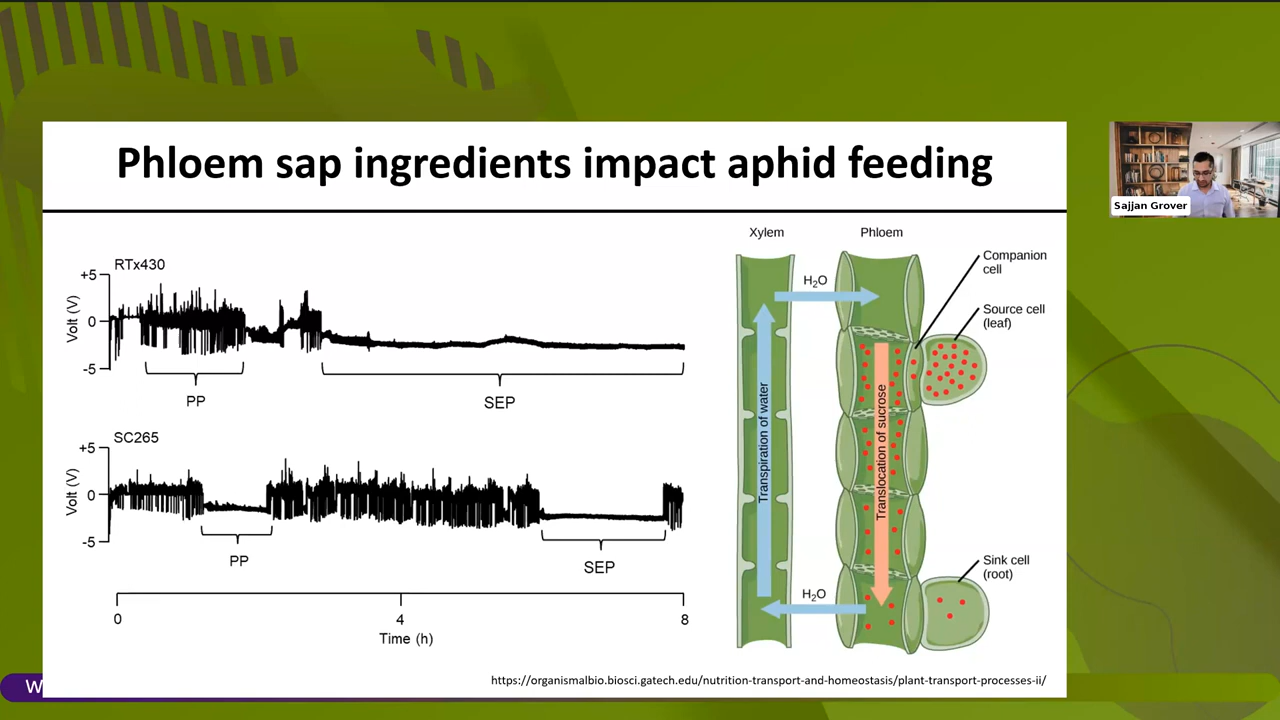 Phloem sap ingredients impact aphid feeding
Sajjan Grover
RTx430
+5
0
-5
Volt (V)
PP
SEP
SC265
+5
0
-5
Volt (V)
PP
SEP
0
4
8
Time (h)
Xylem
Phloem
H2O
Companion
cell
Source cell
(leaf)
Transpiration of water
Translocation of sucrose
Sink cell
(root)
H2O
https://organismalbio.biosci.gatech.edu/nutrition-transport-and-homeostasis/plant-transport-processes-ii/
W